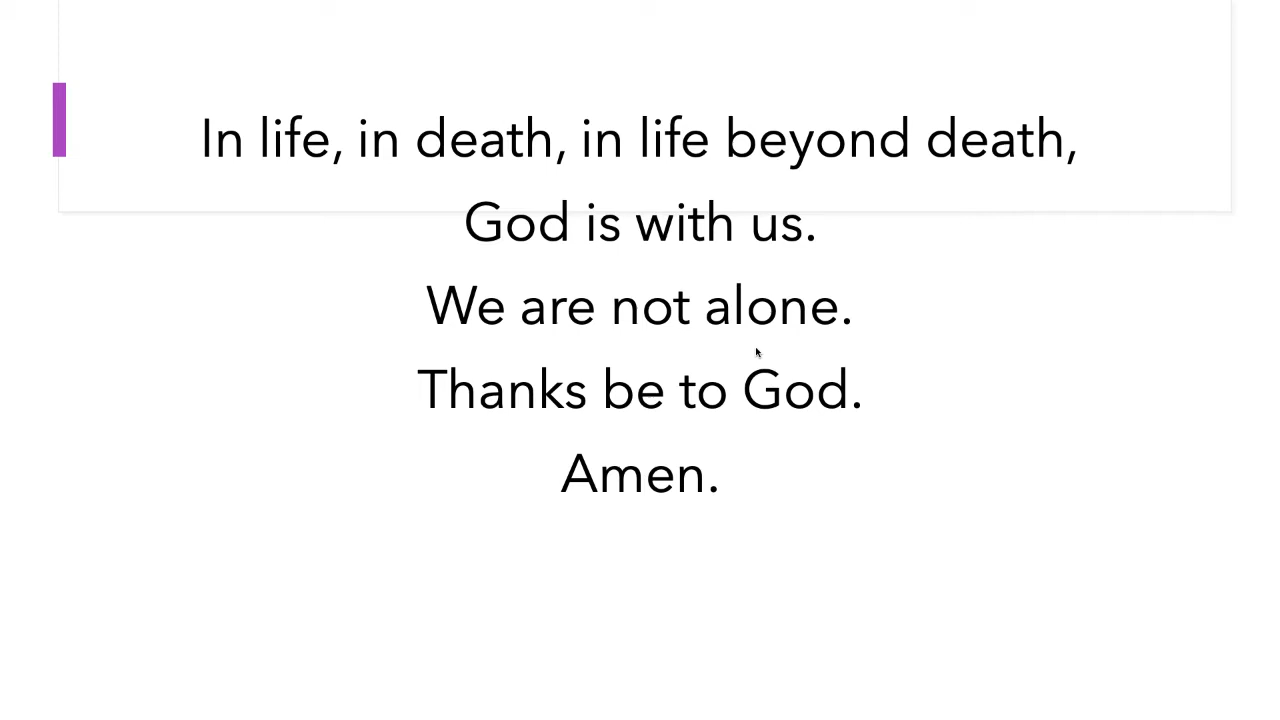 In life, in death, in life beyond death,
God is with us.
We are not alone.
Thanks be to God.
Amen.